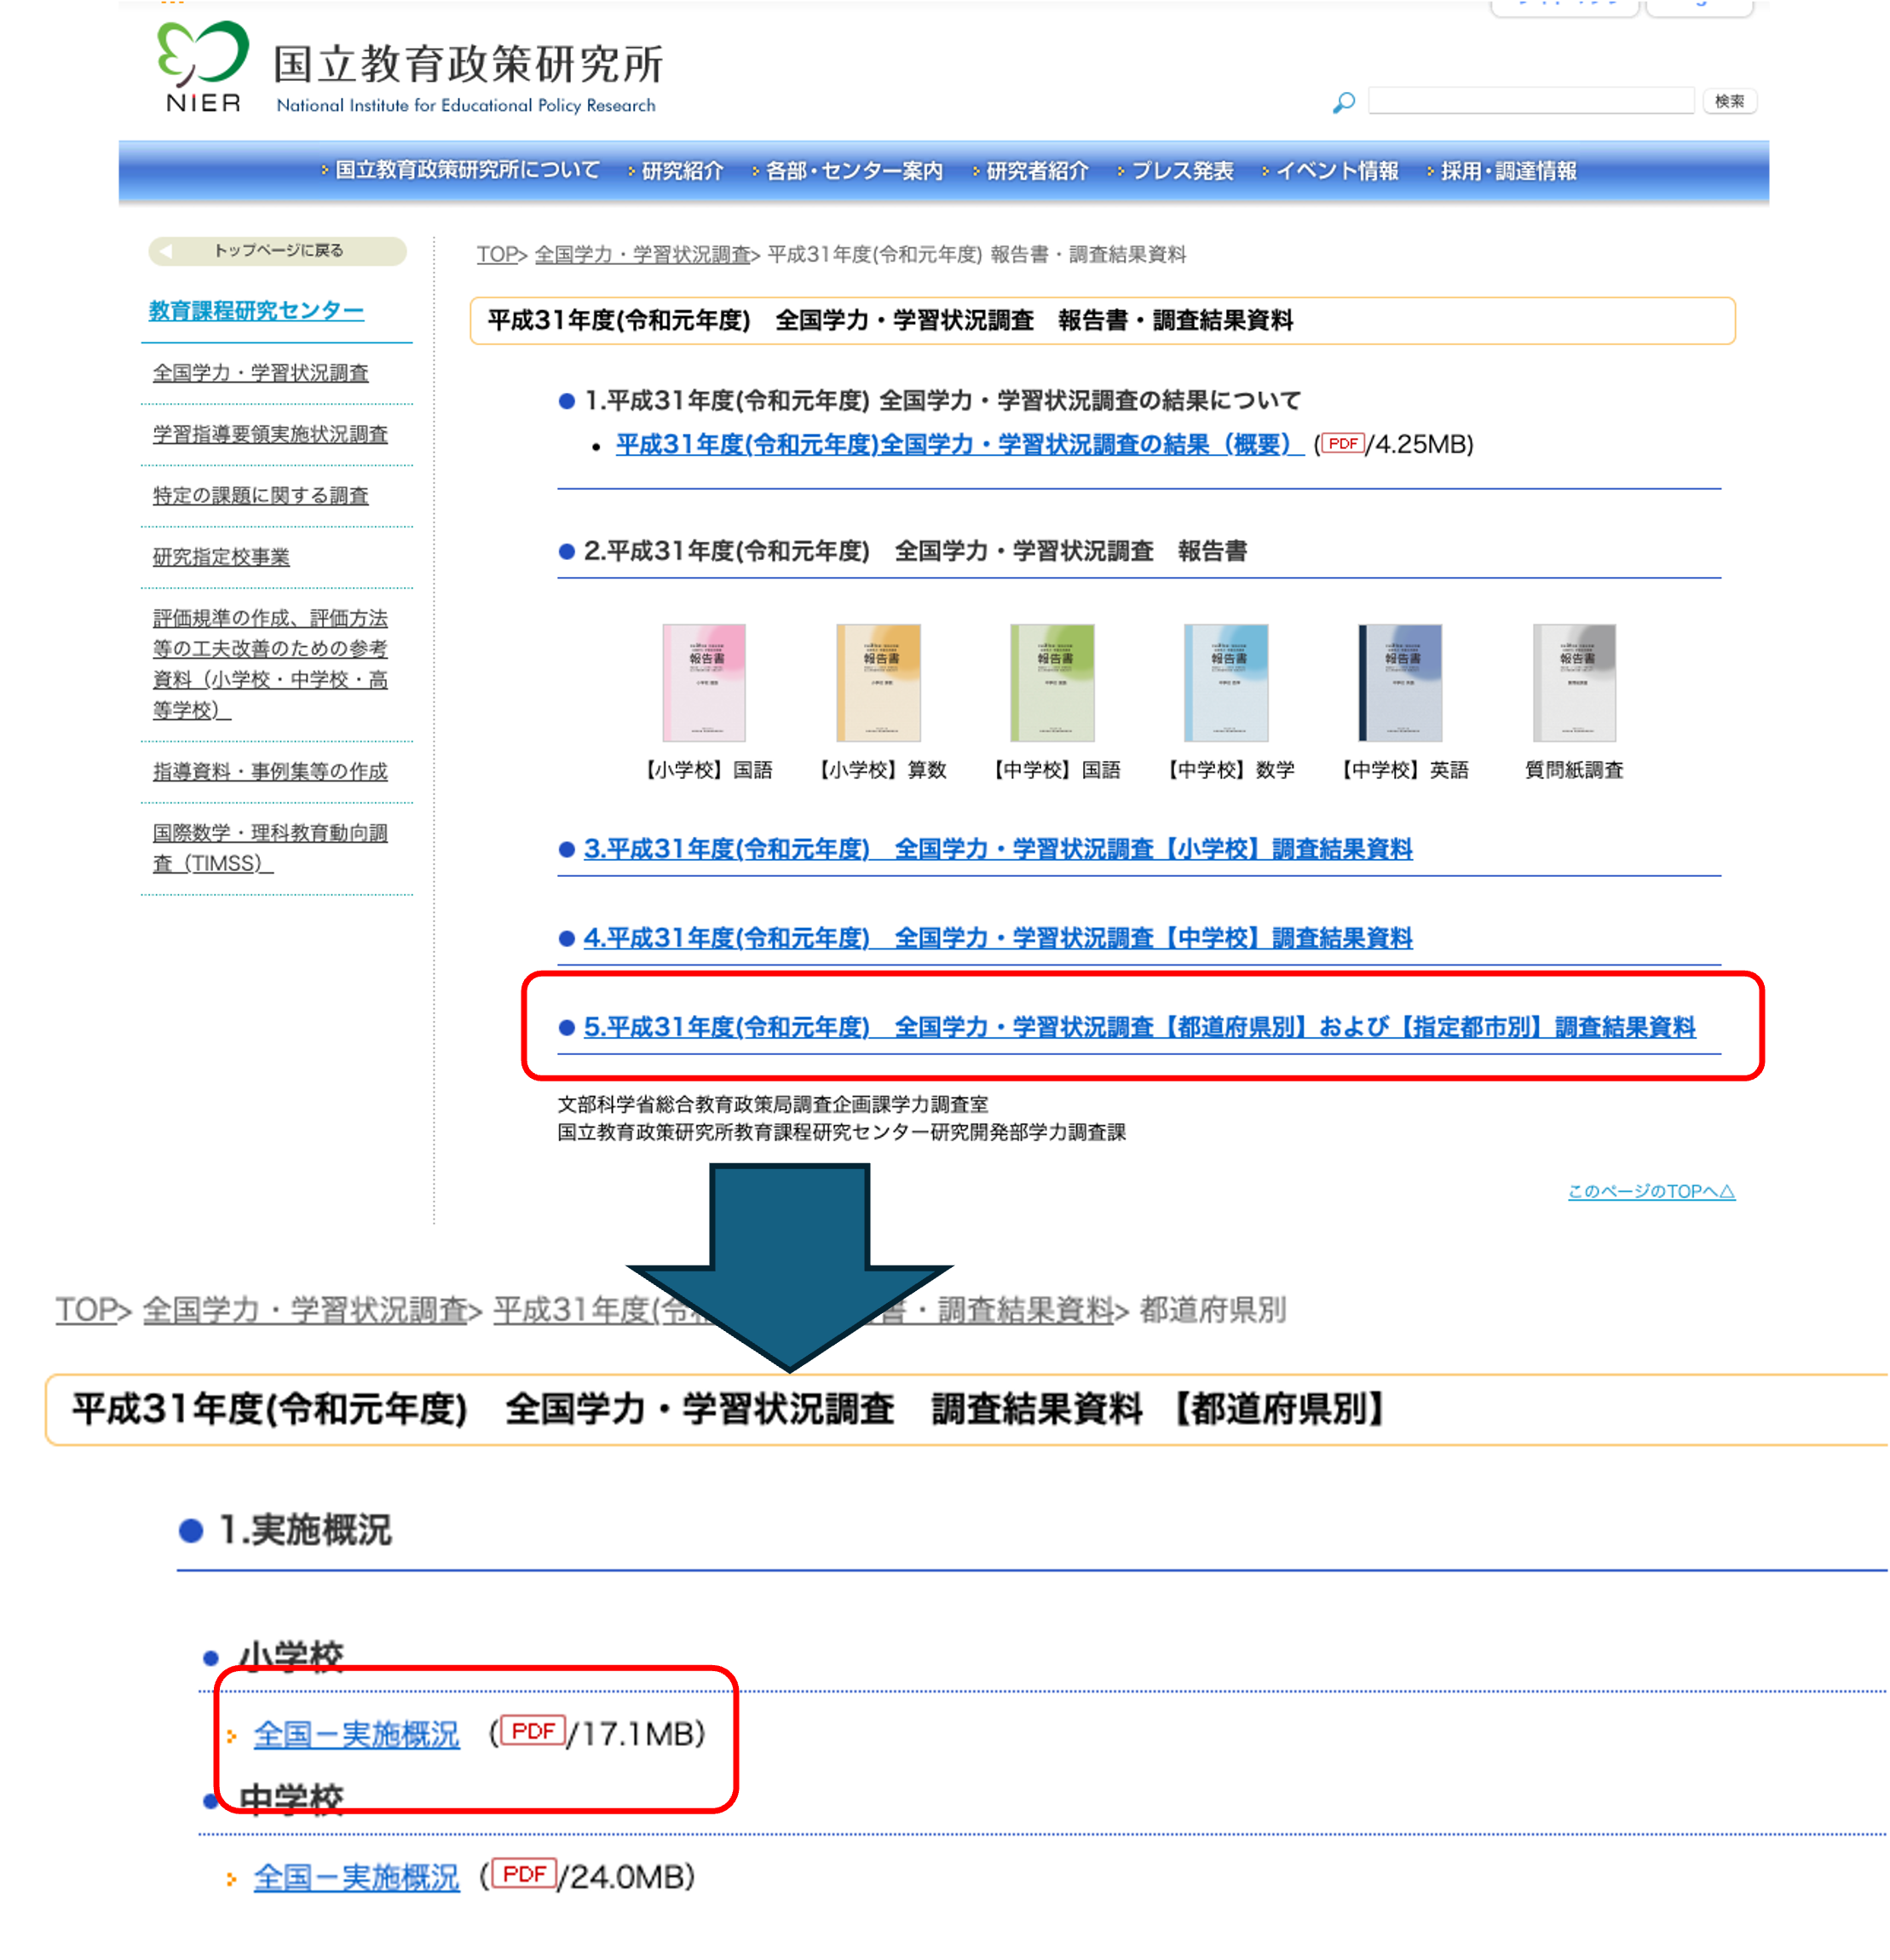 国立教育政策研究所
NIER
National Institute for Educational Policy Research
検索
国立教育政策研究所について 研究紹介 各部・センター案内 研究者紹介 プレス発表 イベント情報 採用・調達情報
トップページに戻る
教育課程研究センター
全国学力・学習状況調査
学習指導要領実施状況調査
特定の課題に関する調査
研究指定校事業
評価規準の作成、評価方法
等の工夫改善のための参考
資料（小学校・中学校・高
等学校）
指導資料・事例集等の作成
国際数学・理科教育動向調
査（TIMSS）
TOP> 全国学力・学習状況調査> 平成31年度(令和元年度) 報告書・調査結果資料
平成31年度(令和元年度)　全国学力・学習状況調査　報告書・調査結果資料
1.平成31年度(令和元年度) 全国学力・学習状況調査の結果について
平成31年度(令和元年度)全国学力・学習状況調査の結果（概要） (PDF/4.25MB)
2.平成31年度(令和元年度)　全国学力・学習状況調査　報告書
報告書 報告書 報告書 報告書 報告書 報告書
【小学校】国語 【小学校】算数 【中学校】国語 【中学校】数学 【中学校】英語 質問紙調査
3.平成31年度(令和元年度)　全国学力・学習状況調査【小学校】調査結果資料
4.平成31年度(令和元年度)　全国学力・学習状況調査【中学校】調査結果資料
5.平成31年度(令和元年度)　全国学力・学習状況調査【都道府県別】および【指定都市別】調査結果資料
文部科学省総合教育政策局調査企画課学力調査室
国立教育政策研究所教育課程研究センター研究開発部学力調査課
このページのTOPへ△
TOP> 全国学力・学習状況調査> 平成31年度( ・調査結果資料> 都道府県別
平成31年度(令和元年度)　全国学力・学習状況調査　調査結果資料 【都道府県別】
1.実施概況
小学校
全国－実施概況 (PDF/17.1MB)
中学校
全国－実施概況 (PDF/24.0MB)